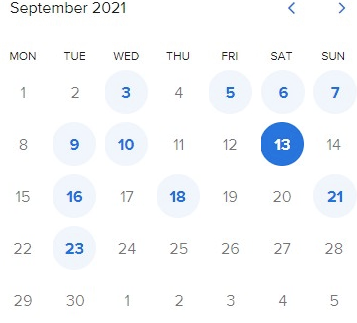 September 2021
MON TUE WED THU FRI SAT SUN
1 2 3 4 5 6 7
8 9 10 11 12 13 14
15 16 17 18 19 20 21
22 23 24 25 26 27 28
29 30 1 2 3 4 5